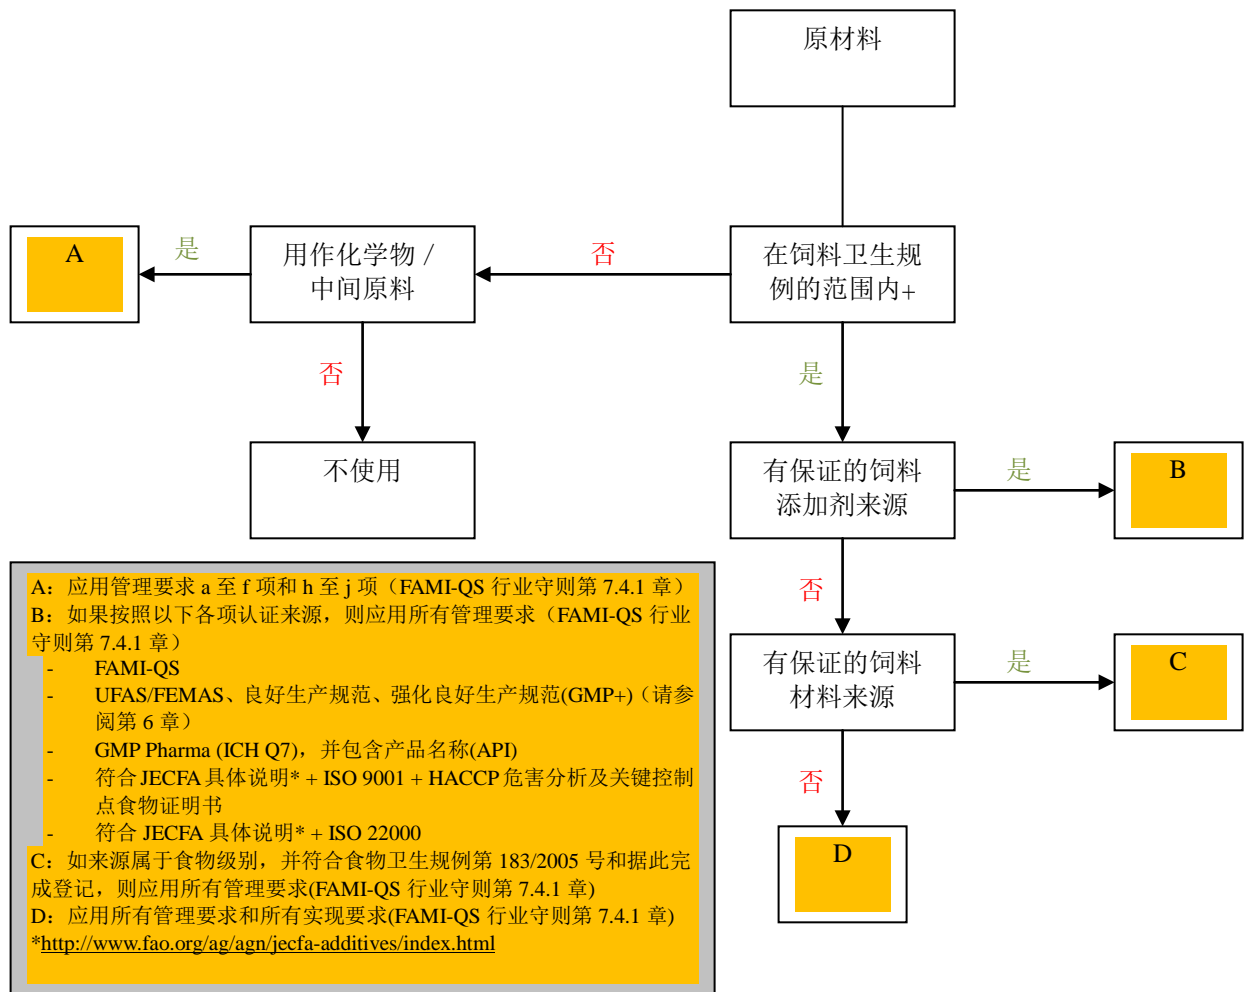 原材料
A
是
用作化学物 /
中间原料
否
在饲料卫生规
例的范围内+
否
是
不使用
有保证的饲料
添加剂来源
是
B
否
有保证的饲料
材料来源
是
C
否
D
A：应用管理要求 a 至 f 项和 h 至 j 项（FAMI-QS 行业守则第 7.4.1 章）
B：如果按照以下各项认证来源，则应用所有管理要求（FAMI-QS 行业
守则第 7.4.1 章）
- FAMI-QS
- UFAS/FEMAS、良好生产规范、强化良好生产规范(GMP+)（请参
阅第 6 章）
- GMP Pharma (ICH Q7)，并包含产品名称(API)
- 符合 JECFA 具体说明* + ISO 9001 + HACCP 危害分析及关键控制
点食物证明书
- 符合 JECFA 具体说明* + ISO 22000
C：如来源属于食物级别，并符合食物卫生规例第 183/2005 号和据此完
成登记，则应用所有管理要求(FAMI-QS 行业守则第 7.4.1 章)
D：应用所有管理要求和所有实现要求(FAMI-QS 行业守则第 7.4.1 章)
*http://www.fao.org/ag/agn/jecfa-additives/index.html